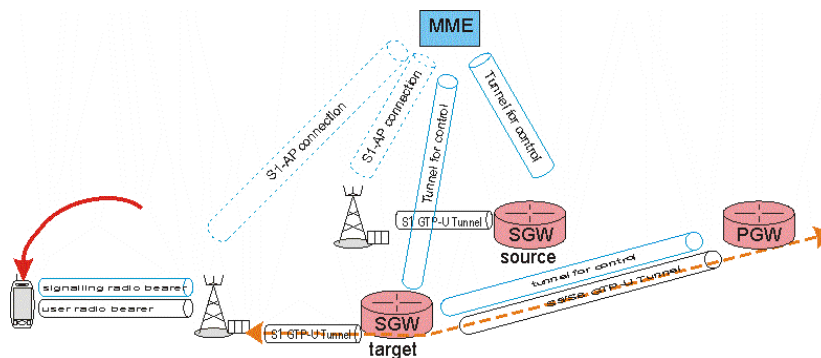 MME
S1-AP connection
S1-AP connection
Tunnel for control
Tunnel for control
S1 GTP-U Tunnel
SGW
source
PGW
signalling radio bearer
user radio bearer
tunnel for control
S5/S8 GTP-U Tunnel
S1 GTP-U Tunnel
SGW
target